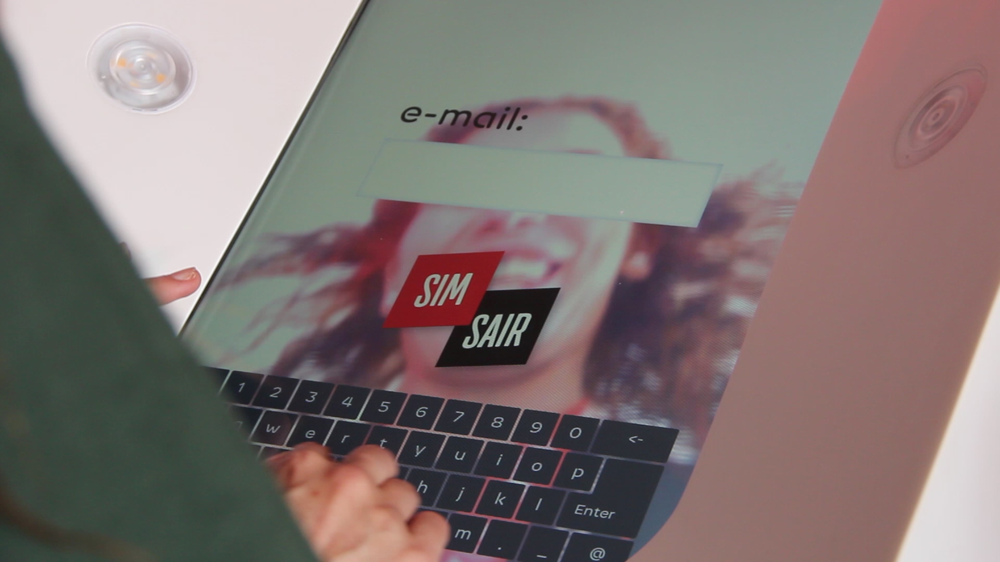 e-mail:
SIM
SAIR
1 2 3 4 5 6 7 8 9 0 <-
w e r t y u i o p
h j k l Enter
m . _ @